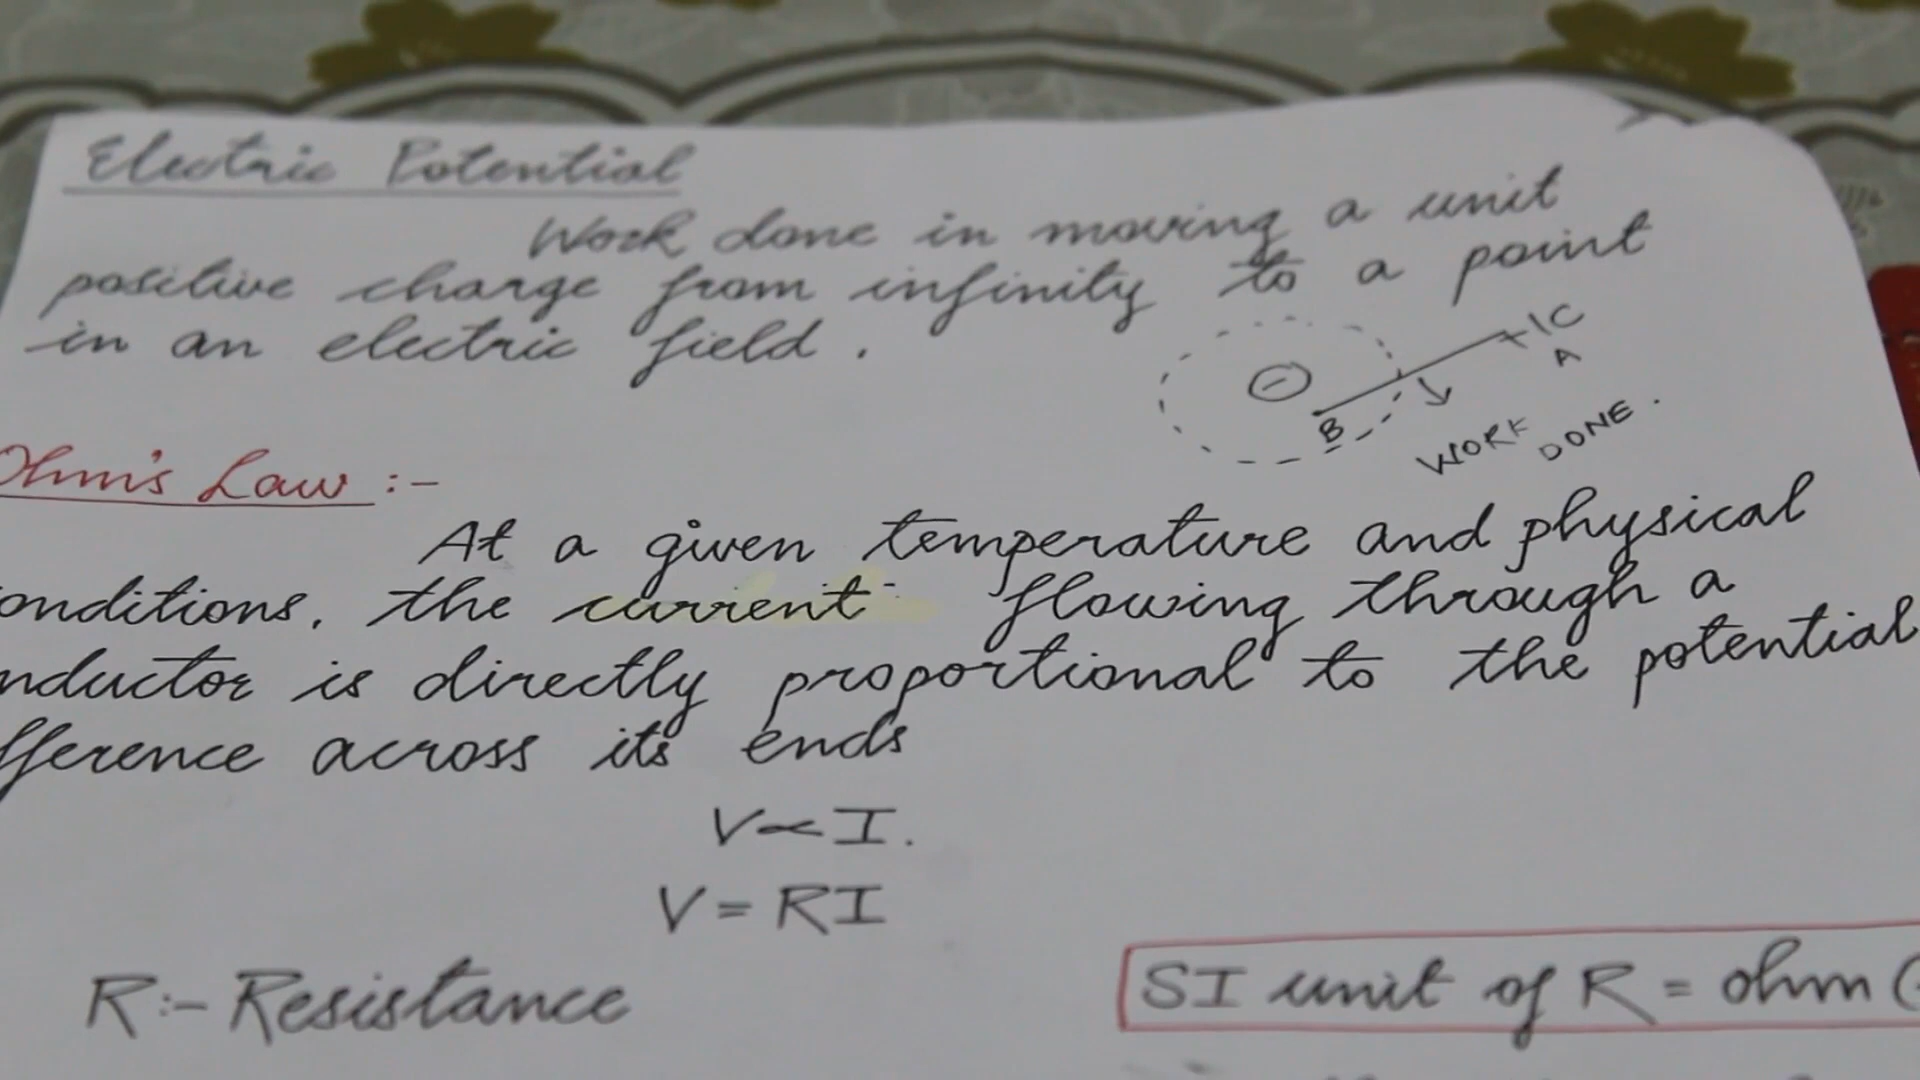 Electric Potential
Work done in moving a unit
positive charge from infinity to a point
in an electric field.
1C
A
B
WORK DONE.
Ohm's Law :-
At a given temperature and physical
onditions, the current flowing through a
nductor is directly proportional to the potential
fference across its ends
V ∝ I.
V = RI
R:- Resistance
SI unit of R = ohm (